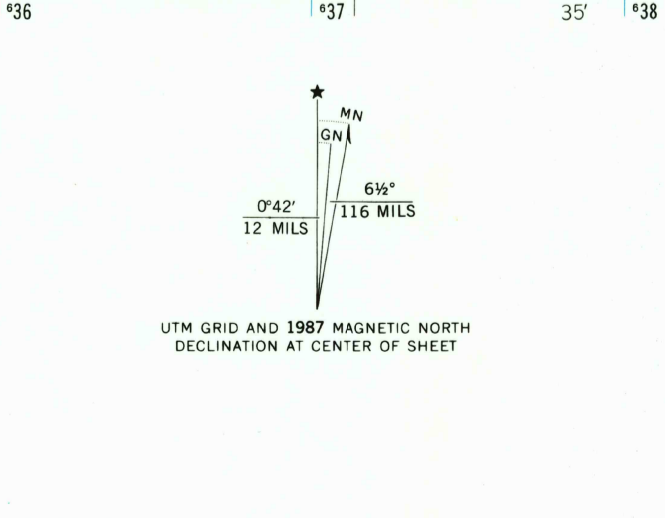 ⁶36 ⁶37 35′ ⁶38
★
MN
GN
0°42′
12 MILS
6½°
116 MILS
UTM GRID AND 1987 MAGNETIC NORTH
DECLINATION AT CENTER OF SHEET